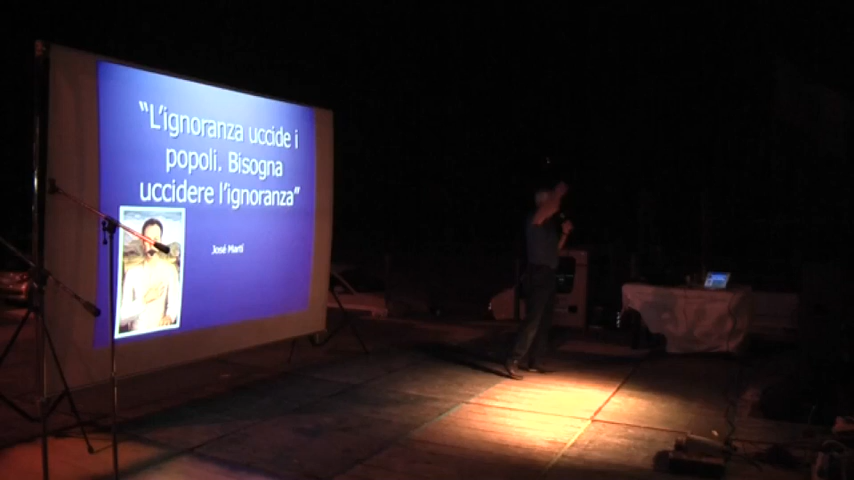 “L’ignoranza uccide i
popoli. Bisogna
uccidere l’ignoranza”
José Martí